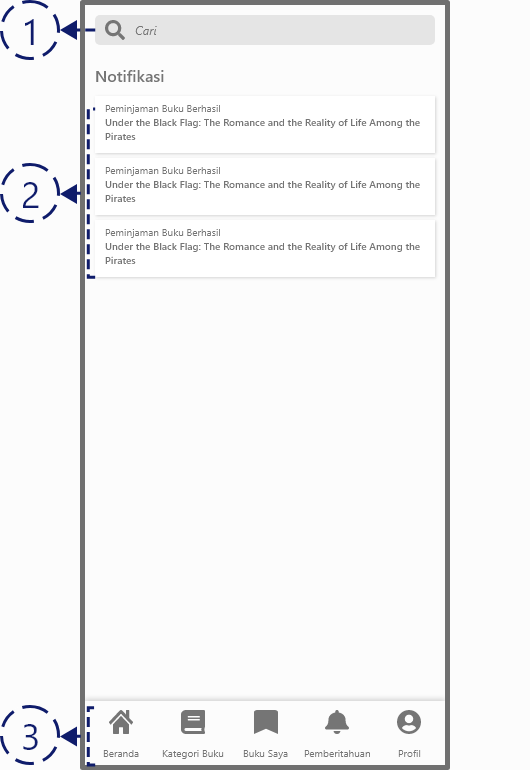 1
Cari
Notifikasi
Peminjaman Buku Berhasil
Under the Black Flag: The Romance and the Reality of Life Among the
Pirates
2
Peminjaman Buku Berhasil
Under the Black Flag: The Romance and the Reality of Life Among the
Pirates
Peminjaman Buku Berhasil
Under the Black Flag: The Romance and the Reality of Life Among the
Pirates
3
Beranda Kategori Buku Buku Saya Pemberitahuan Profil